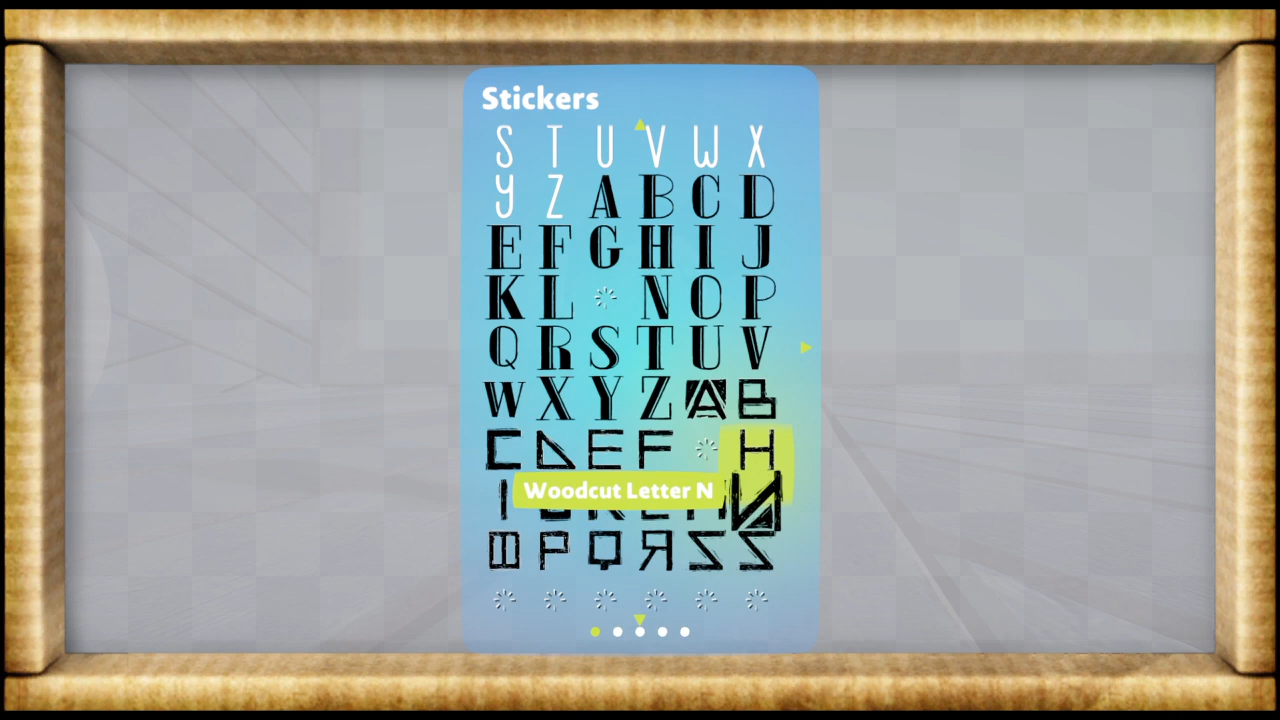 Stickers
S T U V W X
Y Z A B C D
E F G H I J
K L N O P
Q R S T U V
W X Y Z A B
C D E F H
I Woodcut Letter N И
P Q Я Z Z